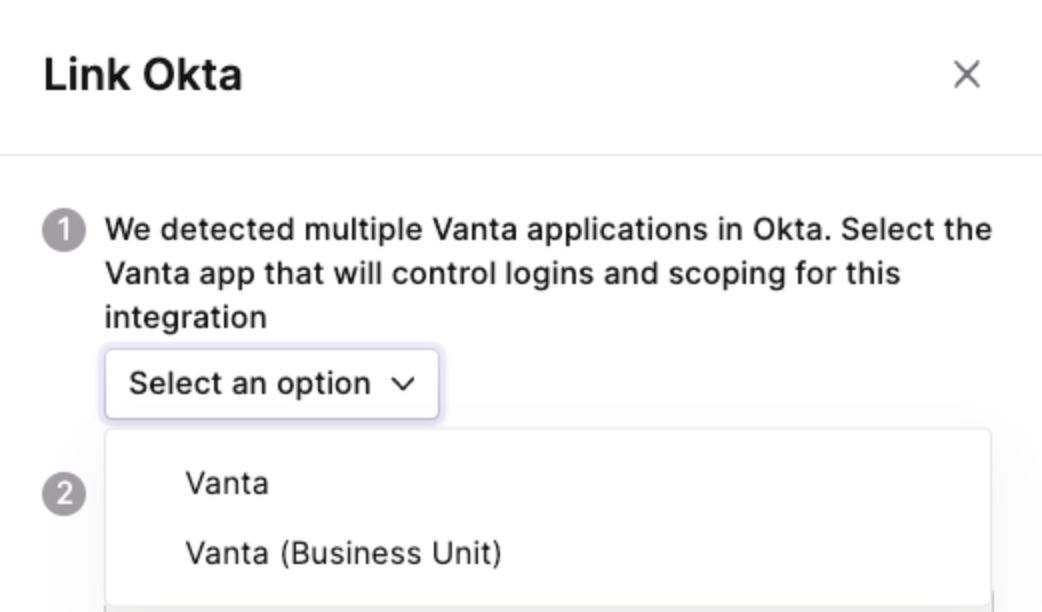 Link Okta
1
We detected multiple Vanta applications in Okta. Select the
Vanta app that will control logins and scoping for this
integration
Select an option
2
Vanta
Vanta (Business Unit)